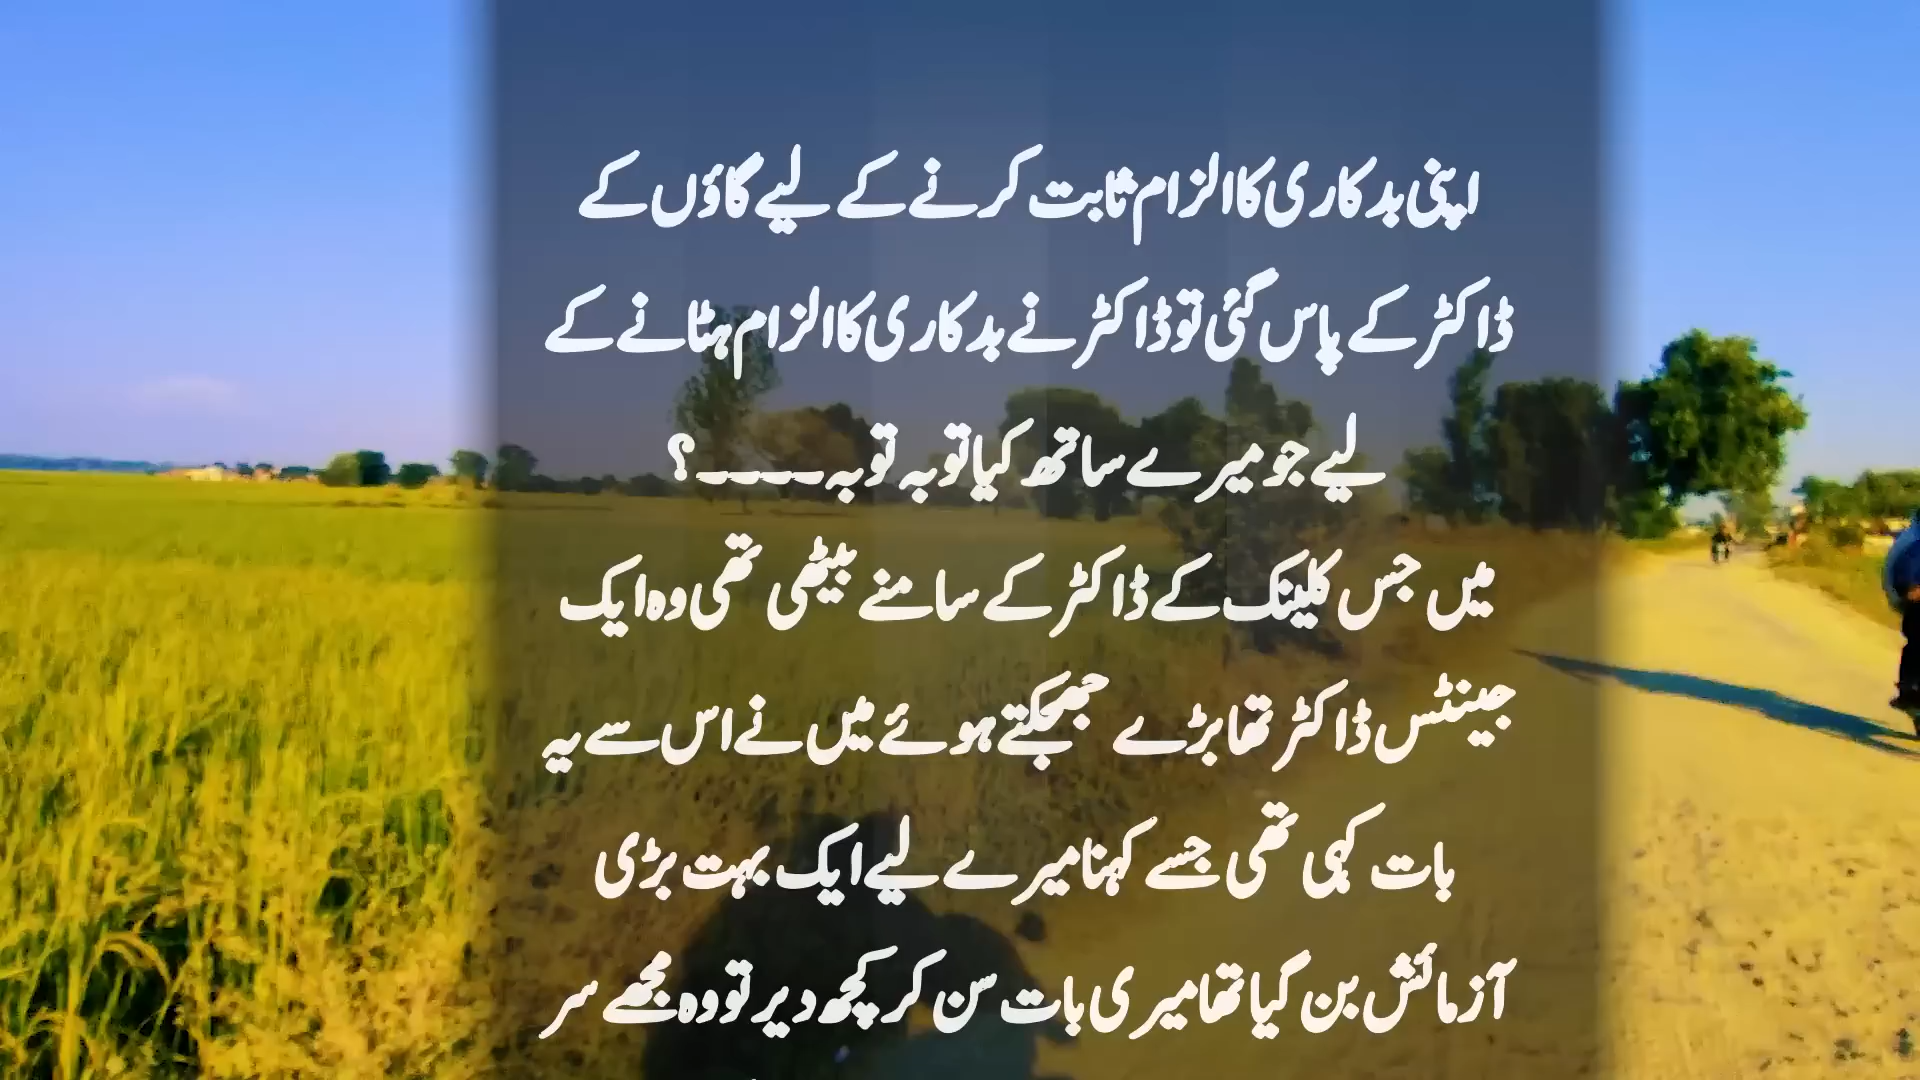 اپنی بدکاری کا الزام ثابت کرنے کے لیے گاؤں کے
ڈاکٹر کے پاس گئی تو ڈاکٹر نے بدکاری کا الزام ہٹانے کے
لیے جو میرے ساتھ کیا توبہ توبہ ۔۔۔۔؟
میں جس کلینک کے ڈاکٹر کے سامنے بیٹھی تھی وہ ایک
جینٹس ڈاکٹر تھا بڑے جھجکتے ہوئے میں نے اس سے یہ
بات کہی تھی جسے کہنا میرے لیے ایک بہت بڑی
آزمائش بن گیا تھا میری بات سن کر کچھ دیر تو وہ مجھے سر